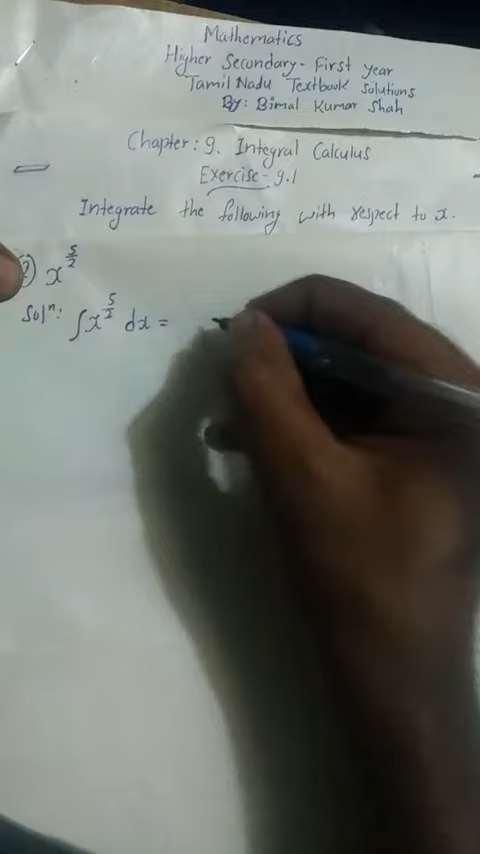 Mathematics
Higher Secondary - First Year
Tamil Nadu Textbook Solutions
By: Bimal Kumar Shah
Chapter: 9. Integral Calculus
Exercise - 9.1
Integrate the following with respect to x.
x^(5/2)
Solⁿ: ∫x^(5/2) dx =